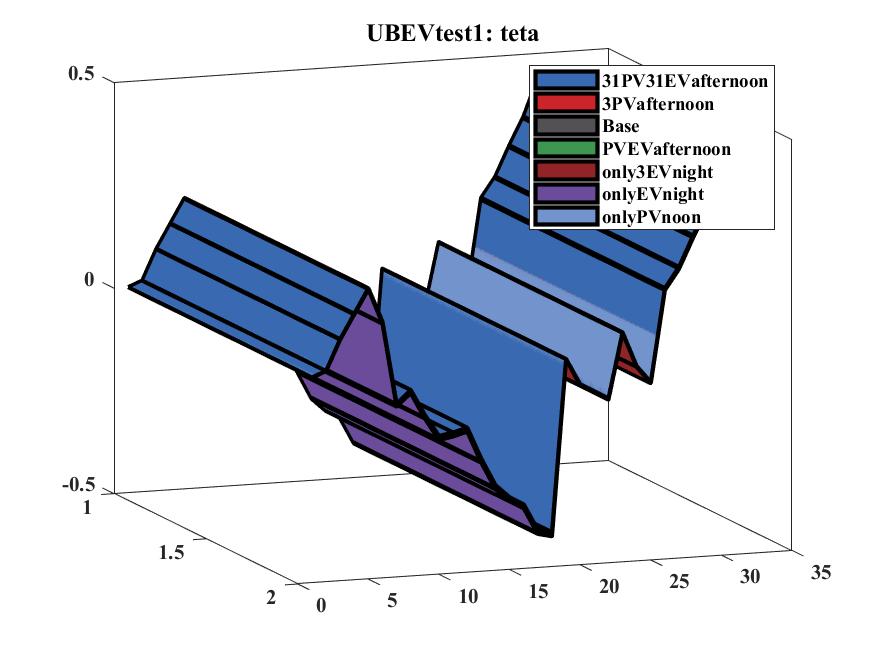 UBEVtest1: teta
0.5
0
-0.5
1
1.5
2
0
5
10
15
20
25
30
35
31PV31EVafternoon
3PVafternoon
Base
PVEVafternoon
only3EVnight
onlyEVnight
onlyPVnoon